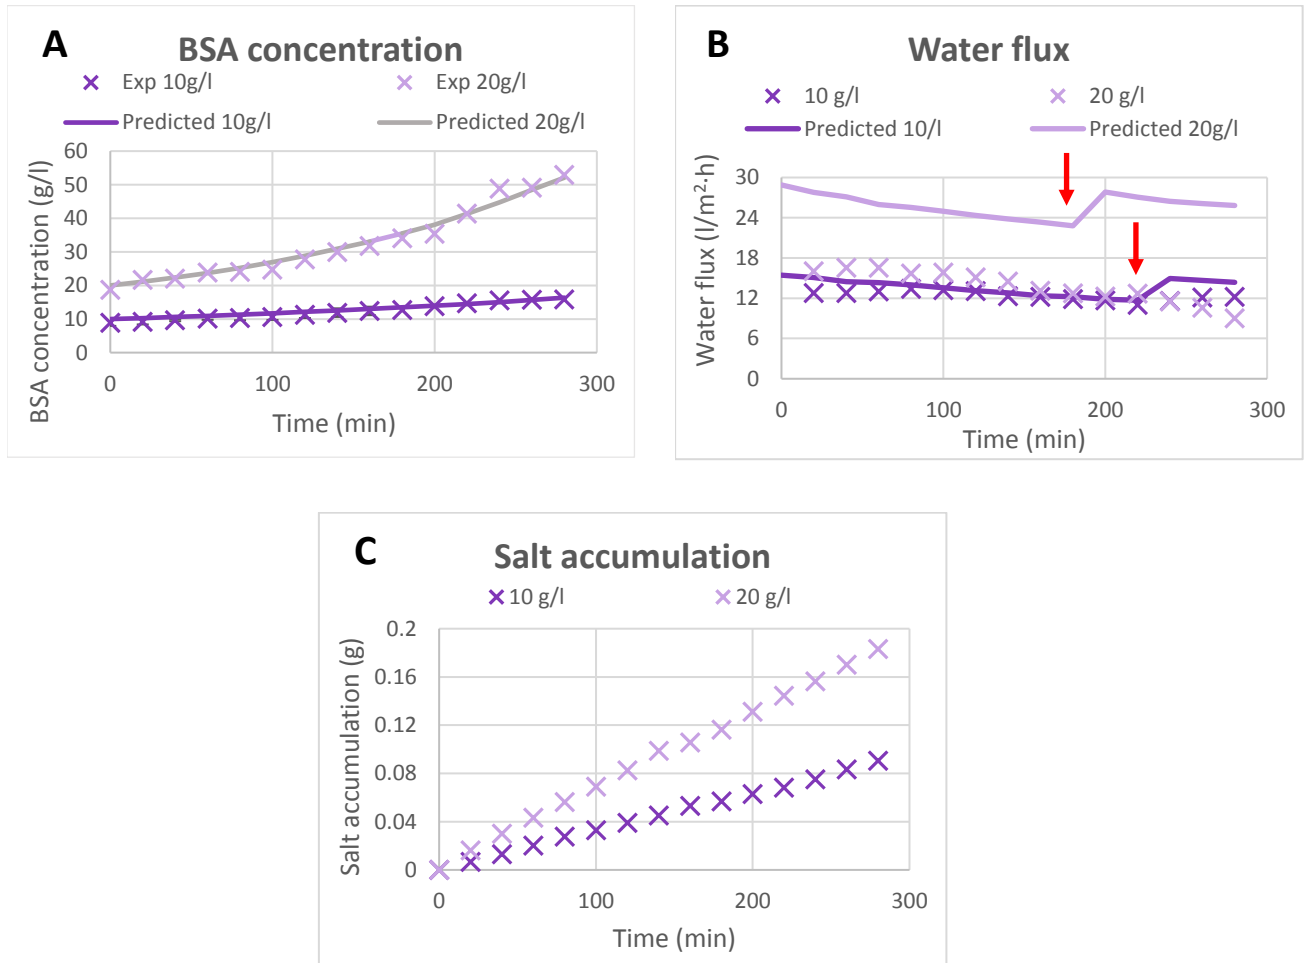 A
BSA concentration
Exp 10g/l
Exp 20g/l
Predicted 10g/l
Predicted 20g/l
BSA concentration (g/l)
60
50
40
30
20
10
0
0
100
200
300
Time (min)
B
Water flux
10 g/l
20 g/l
Predicted 10/l
Predicted 20g/l
Water flux (l/m²·h)
30
24
18
12
6
0
0
100
200
300
Time (min)
C
Salt accumulation
10 g/l
20 g/l
Salt accumulation (g)
0.2
0.16
0.12
0.08
0.04
0
0
100
200
300
Time (min)